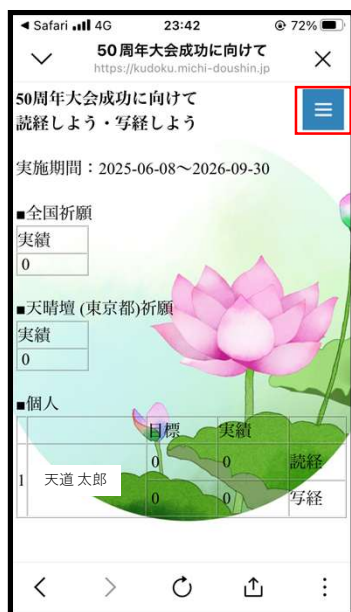 Safari 4G 23:42 72%
50周年大会成功に向けて
https://kudoku.michi-doushin.jp
50周年大会成功に向けて
読経しよう・写経しよう
実施期間：2025-06-08～2026-09-30
■全国祈願
実績
0
■天晴壇 (東京都)祈願
実績
0
■個人
目標 実績
1 天道 太郎 0 0 読経
0 0 写経